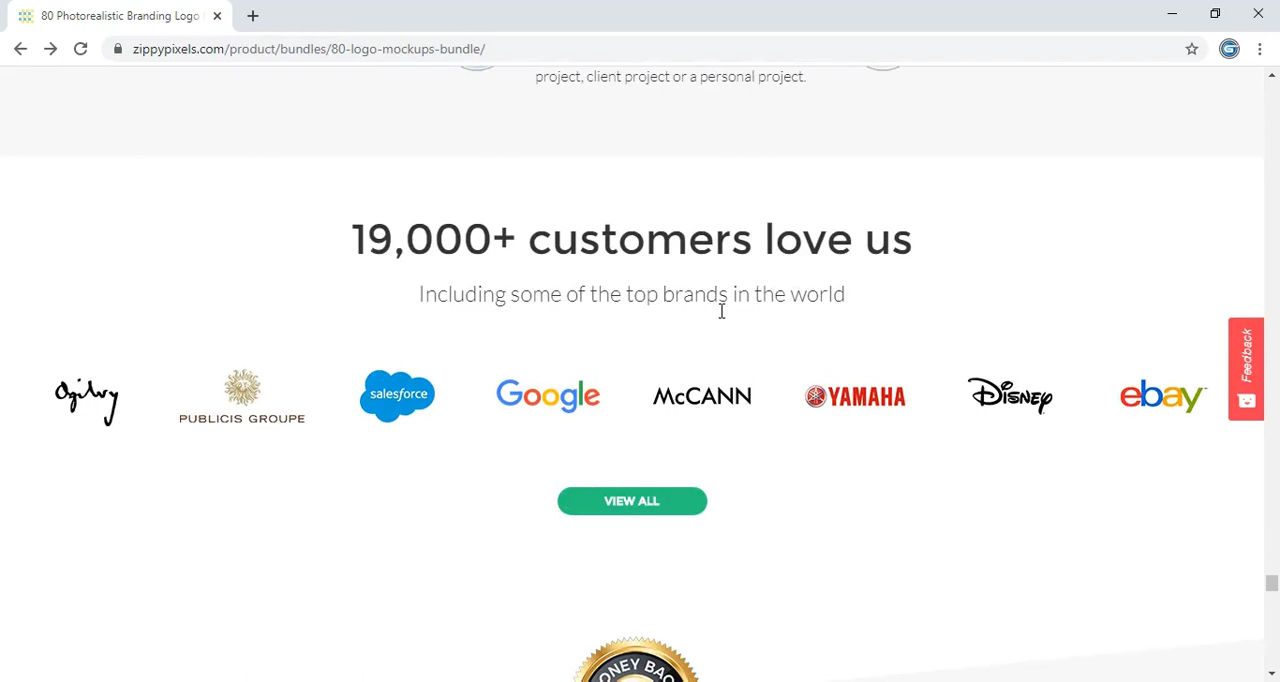 80 Photorealistic Branding Logo
zippypixels.com/product/bundles/80-logo-mockups-bundle/
project, client project or a personal project.
19,000+ customers love us
Including some of the top brands in the world
Feedback
Ogilvy
PUBLICIS GROUPE
salesforce
Google
McCANN
YAMAHA
Disney
ebay
VIEW ALL